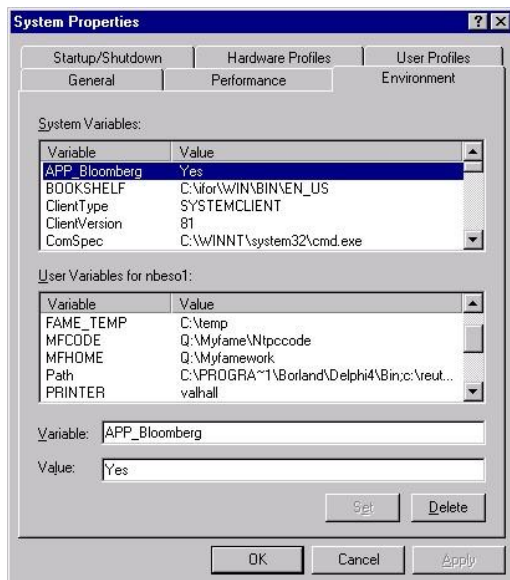 System Properties
Startup/Shutdown Hardware Profiles User Profiles
General Performance Environment
System Variables:
Variable Value
APP_Bloomberg Yes
BOOKSHELF C:\ifor\WIN\BIN\EN_US
ClientType SYSTEMCLIENT
ClientVersion 81
ComSpec C:\WINNT\system32\cmd.exe
User Variables for nbeso1:
Variable Value
FAME_TEMP C:\temp
MFCODE Q:\Myfame\Ntpccode
MFHOME Q:\Myfamework
Path C:\PROGRA~1\Borland\Delphi4\Bin;c:\reut...
PRINTER valhall
Variable: APP_Bloomberg
Value: Yes
Set Delete
OK Cancel Apply